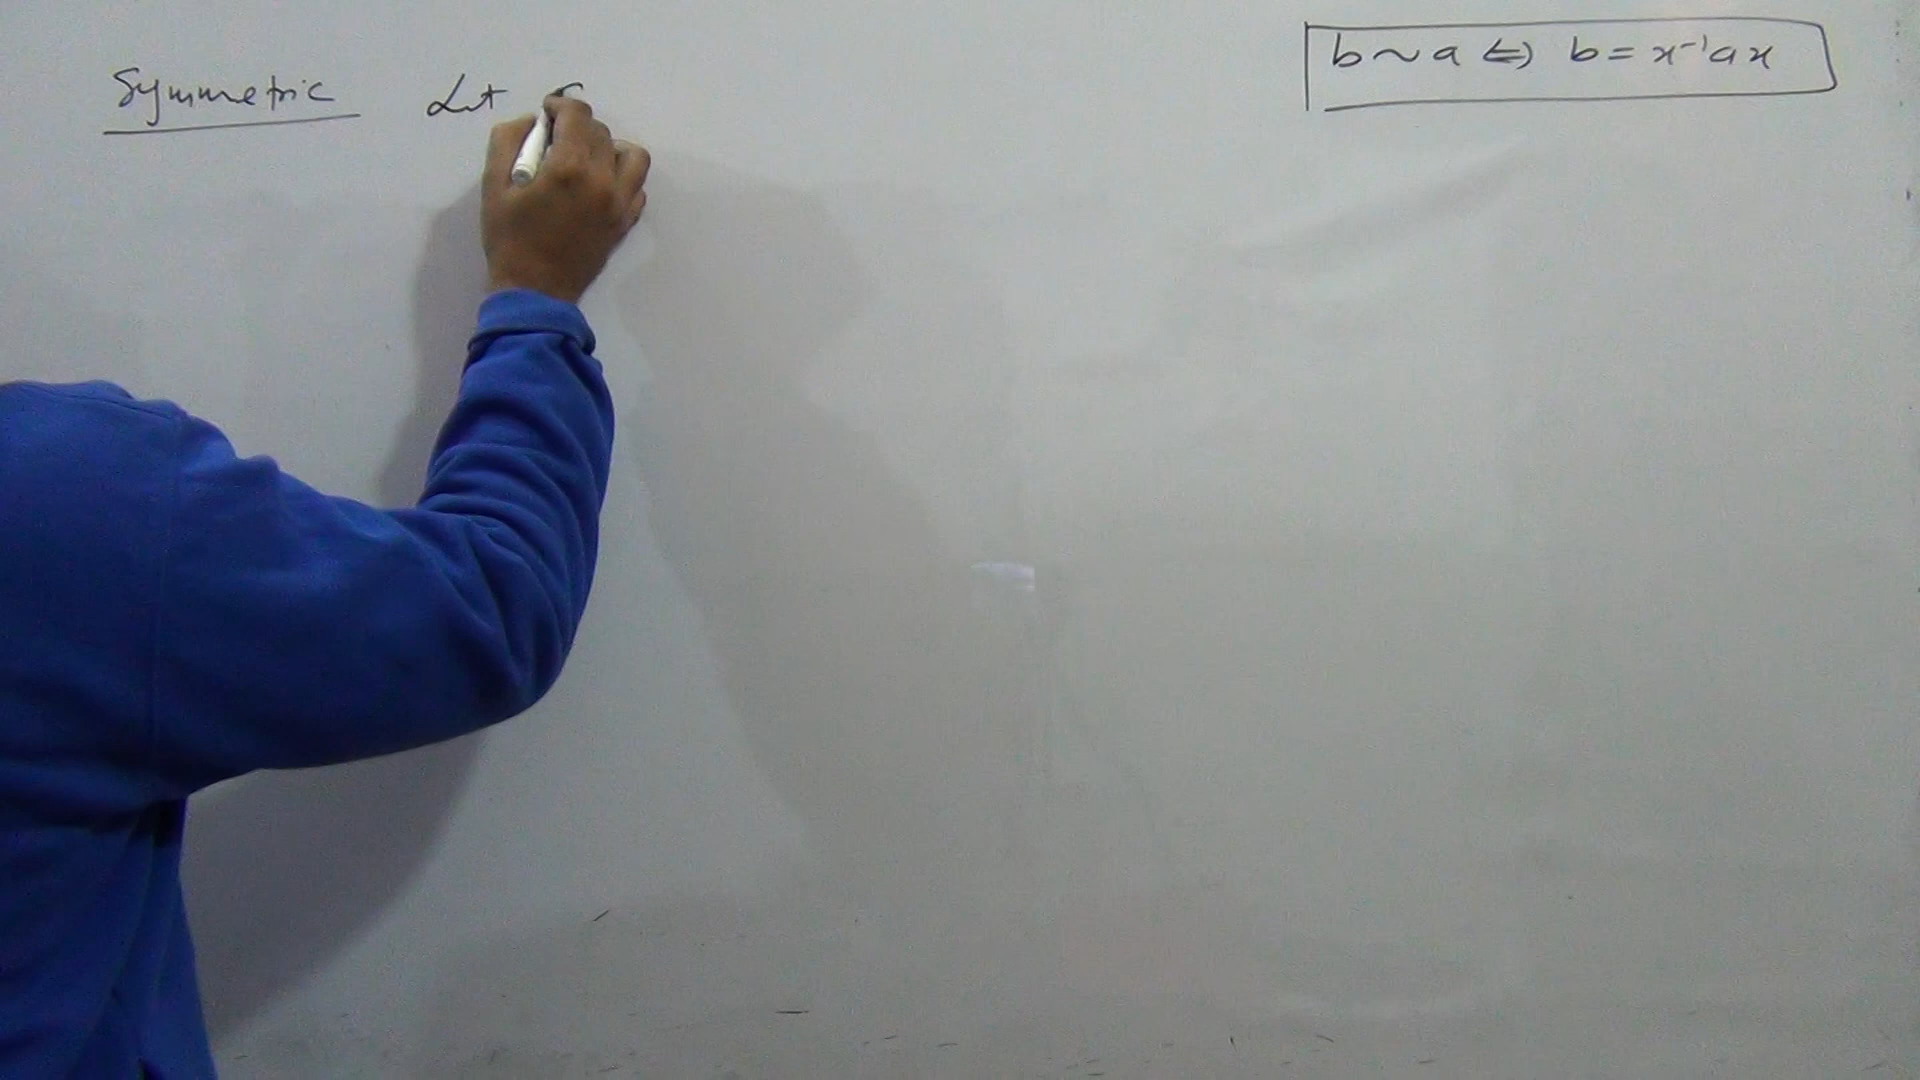 Symmetric Let
b ~ a ⇔ b = x⁻¹ax